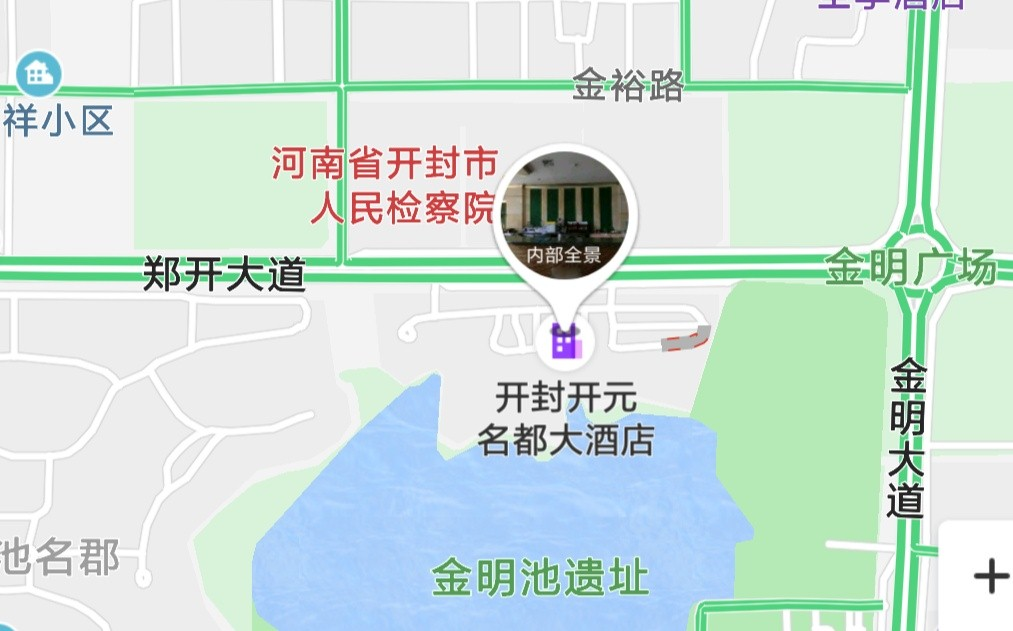 金裕路
祥小区
河南省开封市
人民检察院
内部全景
郑开大道
金明广场
开封开元
名都大酒店
金明大道
池名郡
金明池遗址
+